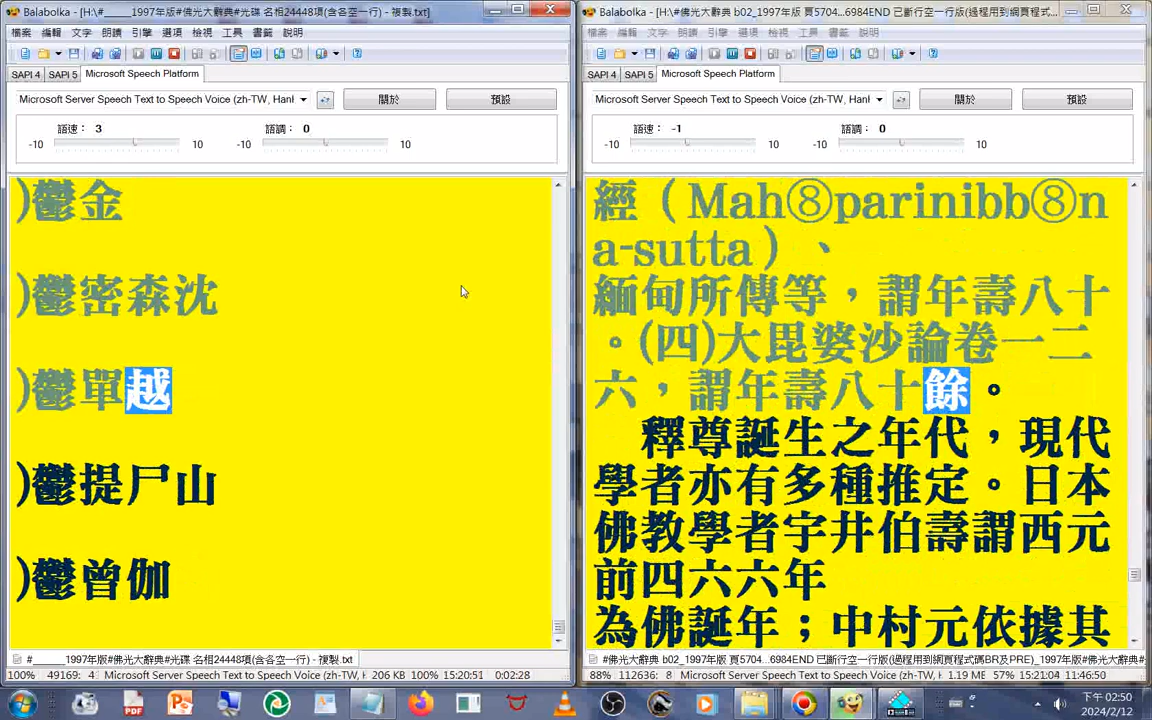 Balabolka - [H:\#_____1997年版#佛光大辭典#光碟 名相24448項(含各空一行) - 複製.txt]
檔案 編輯 文字 朗讀 引擎 選項 檢視 工具 書籤 說明
SAPI 4 SAPI 5 Microsoft Speech Platform
Microsoft Server Speech Text to Speech Voice (zh-TW, Hanl
關於 預設
語速： 3 語調： 0
-10 10 -10 10
)鬱金
)鬱密森沈
)鬱單越
)鬱提尸山
)鬱曾伽
#_____1997年版#佛光大辭典#光碟 名相24448項(含各空一行) - 複製.txt
100% 49169: 4 Microsoft Server Speech Text to Speech Voice (zh-TW, H 206 KB 15:20:51 0:02:28
Balabolka - [H:\#佛光大辭典 b02_1997年版 頁5704...6984END 已斷行空一行版(過程用到網頁程式...
檔案 編輯 文字 朗讀 引擎 選項 檢視 工具 書籤 說明
SAPI 4 SAPI 5 Microsoft Speech Platform
Microsoft Server Speech Text to Speech Voice (zh-TW, Hanl
關於 預設
語速： -1 語調： 0
-10 10 -10 10
經（Mah⑧parinibb⑧n
a-sutta）、
緬甸所傳等，謂年壽八十
。(四)大毘婆沙論卷一二
六，謂年壽八十餘。
釋尊誕生之年代，現代
學者亦有多種推定。日本
佛教學者宇井伯壽謂西元
前四六六年
為佛誕年；中村元依據其
#佛光大辭典 b02_1997年版 頁5704...6984END 已斷行空一行版(過程用到網頁程式碼BR及PRE)_1997年版#佛光大辭典#
88% 112636: 8 Microsoft Server Speech Text to Speech Voice (zh-TW, H 1.19 MB 57% 15:21:04 11:46:50
下午 02:50
2024/2/12